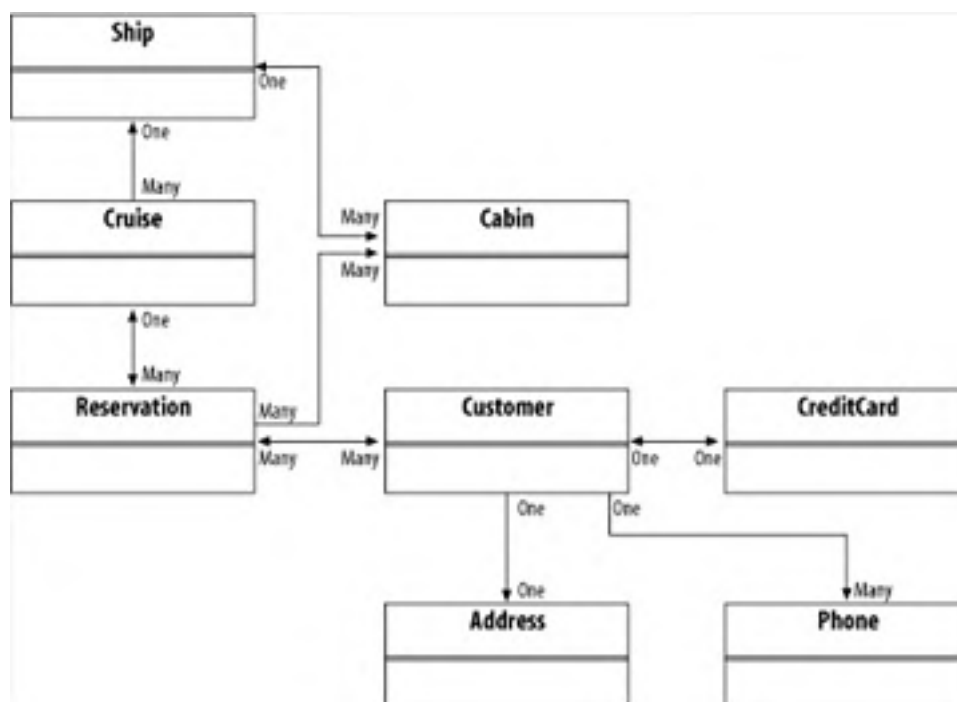 Ship
One
One
Many
Cruise
Many
Cabin
Many
One
Many
Reservation
Many
Customer
CreditCard
Many
Many
One
One
One
One
One
Many
Address
Phone